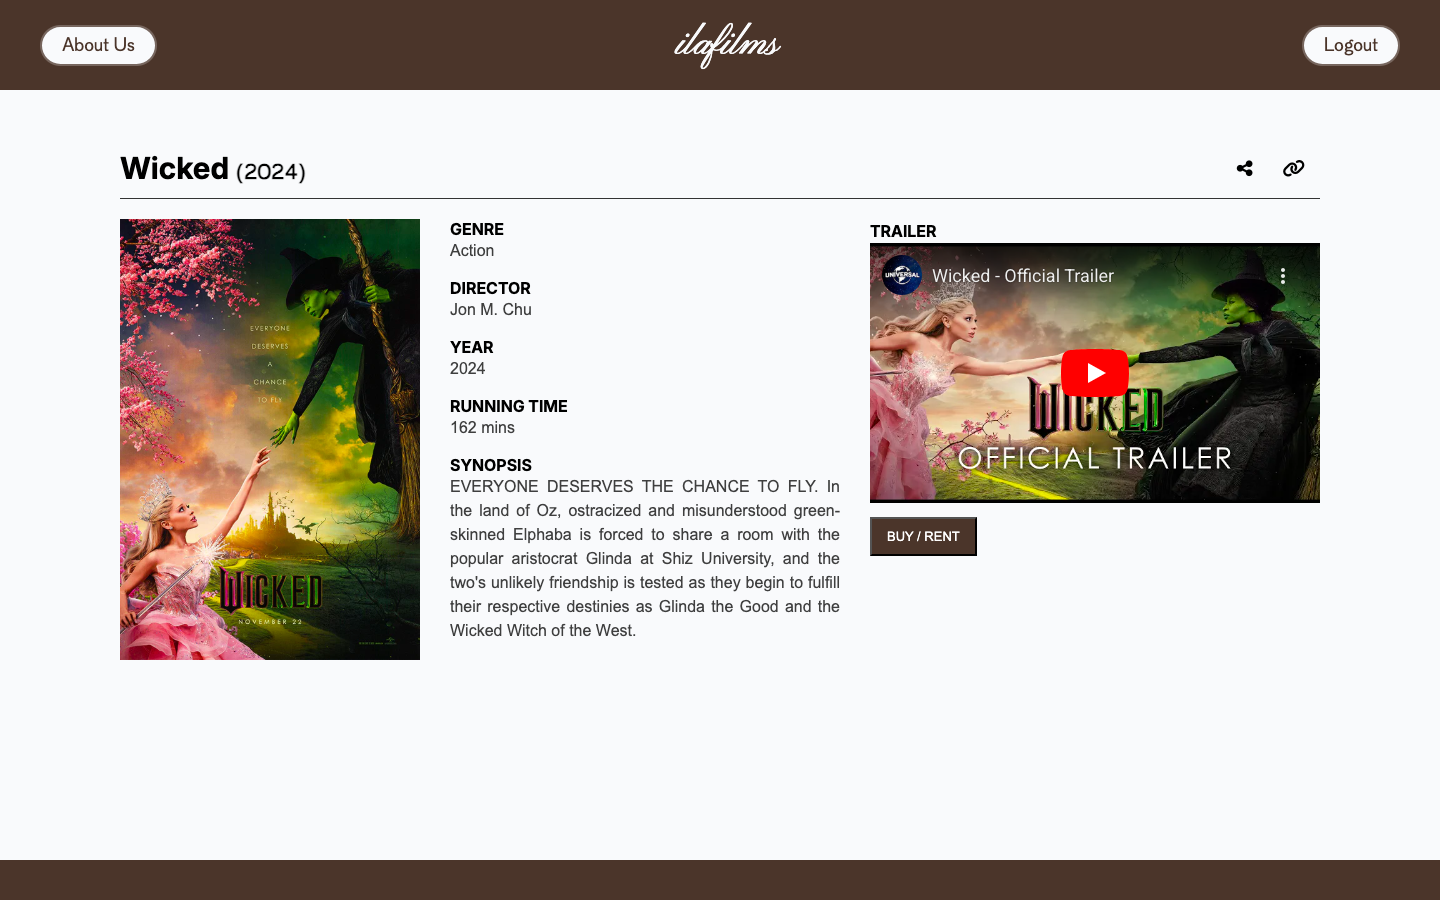 About Us
ilafilms
Logout
Wicked (2024)
EVERYONE
DESERVES
A
CHANCE
TO FLY
WICKED
NOVEMBER 22
GENRE
Action
DIRECTOR
Jon M. Chu
YEAR
2024
RUNNING TIME
162 mins
SYNOPSIS
EVERYONE DESERVES THE CHANCE TO FLY. In
the land of Oz, ostracized and misunderstood green-
skinned Elphaba is forced to share a room with the
popular aristocrat Glinda at Shiz University, and the
two's unlikely friendship is tested as they begin to fulfill
their respective destinies as Glinda the Good and the
Wicked Witch of the West.
TRAILER
UNIVERSAL
Wicked - Official Trailer
WICKED
OFFICIAL TRAILER
BUY / RENT